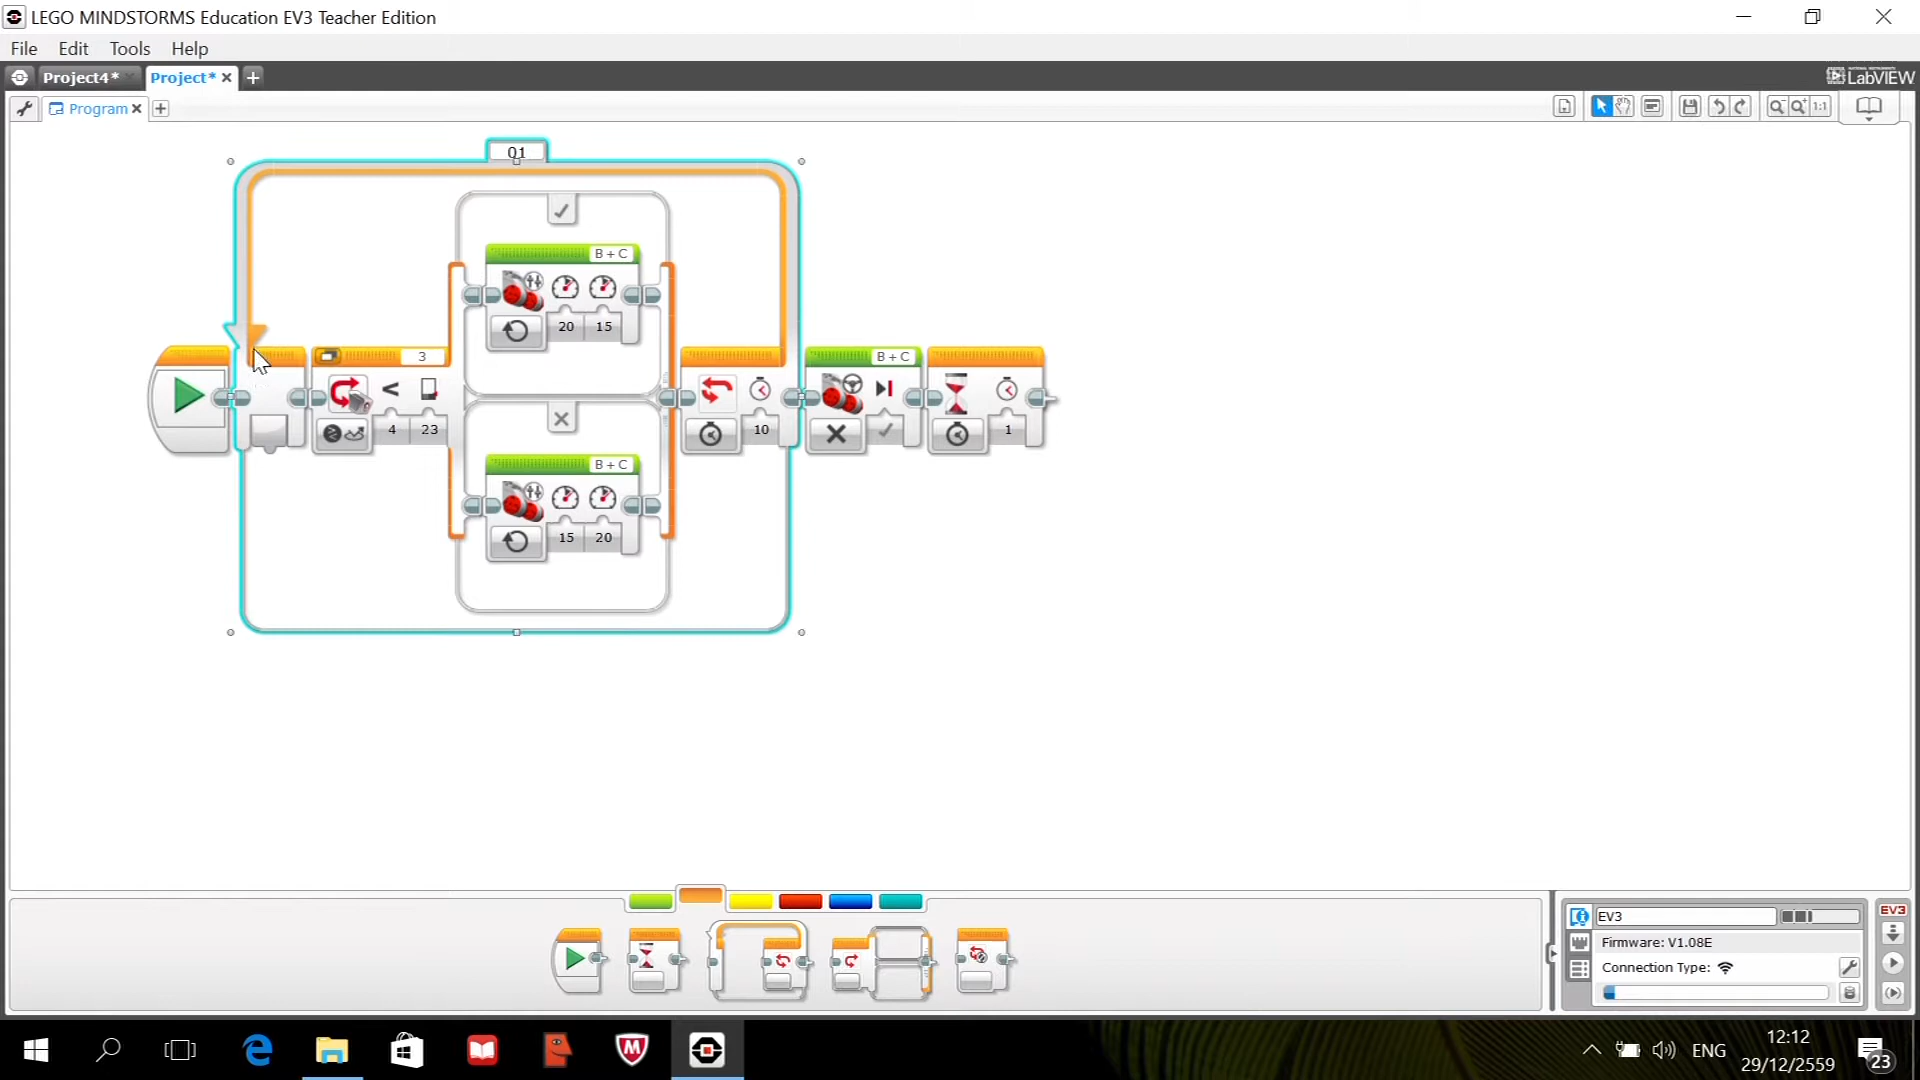 LEGO MINDSTORMS Education EV3 Teacher Edition
File Edit Tools Help
Project4* Project*
LabVIEW
Program
1:1
01
B + C
20 15
3
<
4 23
10
B + C
1
B + C
15 20
EV3
EV3
Firmware: V1.08E
Connection Type:
ENG
12:12
29/12/2559
23